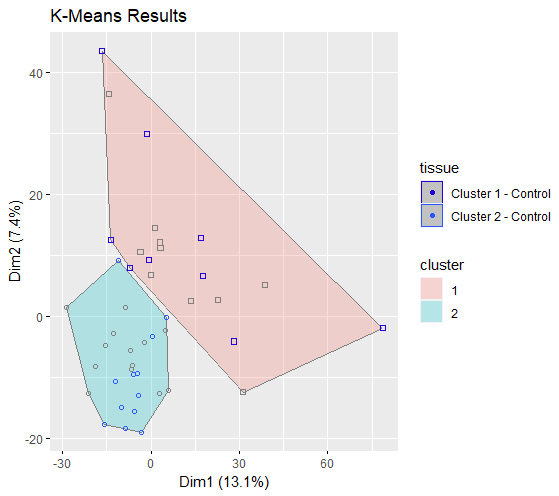 K-Means Results
40
20
0
-20
Dim2 (7.4%)
-30
0
30
60
Dim1 (13.1%)
tissue
Cluster 1 - Control
Cluster 2 - Control
cluster
1
2